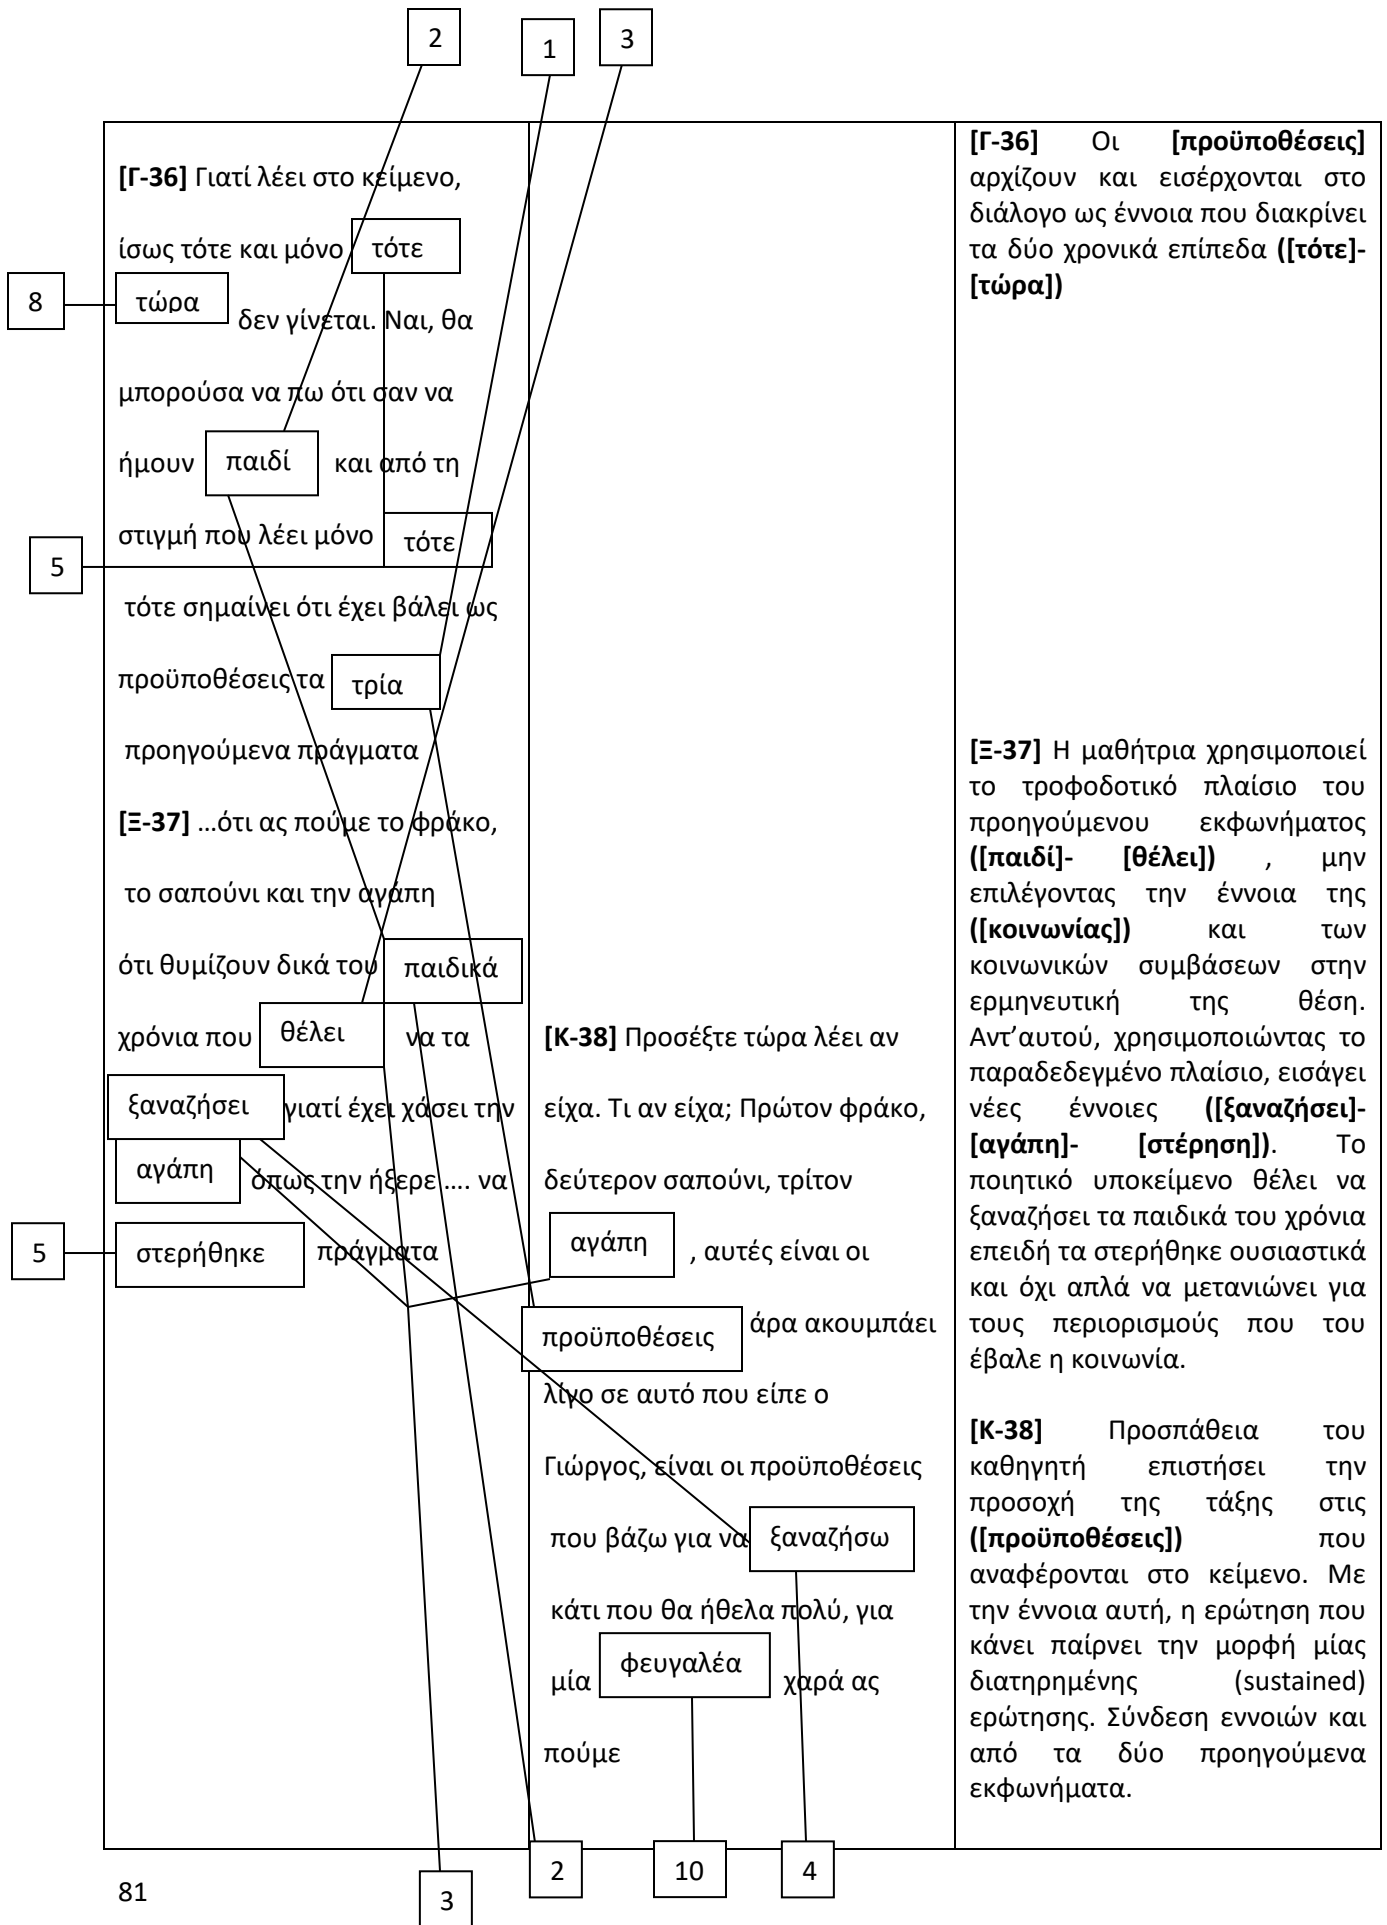 2
1
3
[Γ-36] Γιατί λέει στο κείμενο,
ίσως τότε και μόνο τότε
8
τώρα δεν γίνεται. Ναι, θα
μπορούσα να πω ότι σαν να
ήμουν παιδί και από τη
στιγμή που λέει μόνο τότε
5
τότε σημαίνει ότι έχει βάλει ως
προϋποθέσεις τα τρία
προηγούμενα πράγματα
[Ξ-37] …ότι ας πούμε το φράκο,
το σαπούνι και την αγάπη
ότι θυμίζουν δικά του παιδικά
χρόνια που θέλει να τα
ξαναζήσει γιατί έχει χάσει την
αγάπη όπως την ήξερε …. να
5
στερήθηκε πράγματα
[Κ-38] Προσέξτε τώρα λέει αν
είχα. Τι αν είχα; Πρώτον φράκο,
δεύτερον σαπούνι, τρίτον
αγάπη , αυτές είναι οι
προϋποθέσεις άρα ακουμπάει
λίγο σε αυτό που είπε ο
Γιώργος, είναι οι προϋποθέσεις
που βάζω για να ξαναζήσω
κάτι που θα ήθελα πολύ, για
μία φευγαλέα χαρά ας
πούμε
[Γ-36] Οι [προϋποθέσεις]
αρχίζουν και εισέρχονται στο
διάλογο ως έννοια που διακρίνει
τα δύο χρονικά επίπεδα ([τότε]-
[τώρα])
[Ξ-37] Η μαθήτρια χρησιμοποιεί
το τροφοδοτικό πλαίσιο του
προηγούμενου εκφωνήματος
([παιδί]- [θέλει]) , μην
επιλέγοντας την έννοια της
([κοινωνίας]) και των
κοινωνικών συμβάσεων στην
ερμηνευτική της θέση.
Αντ’αυτού, χρησιμοποιώντας το
παραδεδεγμένο πλαίσιο, εισάγει
νέες έννοιες ([ξαναζήσει]-
[αγάπη]- [στέρηση]). Το
ποιητικό υποκείμενο θέλει να
ξαναζήσει τα παιδικά του χρόνια
επειδή τα στερήθηκε ουσιαστικά
και όχι απλά να μετανιώνει για
τους περιορισμούς που του
έβαλε η κοινωνία.
[Κ-38] Προσπάθεια του
καθηγητή επιστήσει την
προσοχή της τάξης στις
([προϋποθέσεις]) που
αναφέρονται στο κείμενο. Με
την έννοια αυτή, η ερώτηση που
κάνει παίρνει την μορφή μίας
διατηρημένης (sustained)
ερώτησης. Σύνδεση εννοιών και
από τα δύο προηγούμενα
εκφωνήματα.
2
10
4
3
81